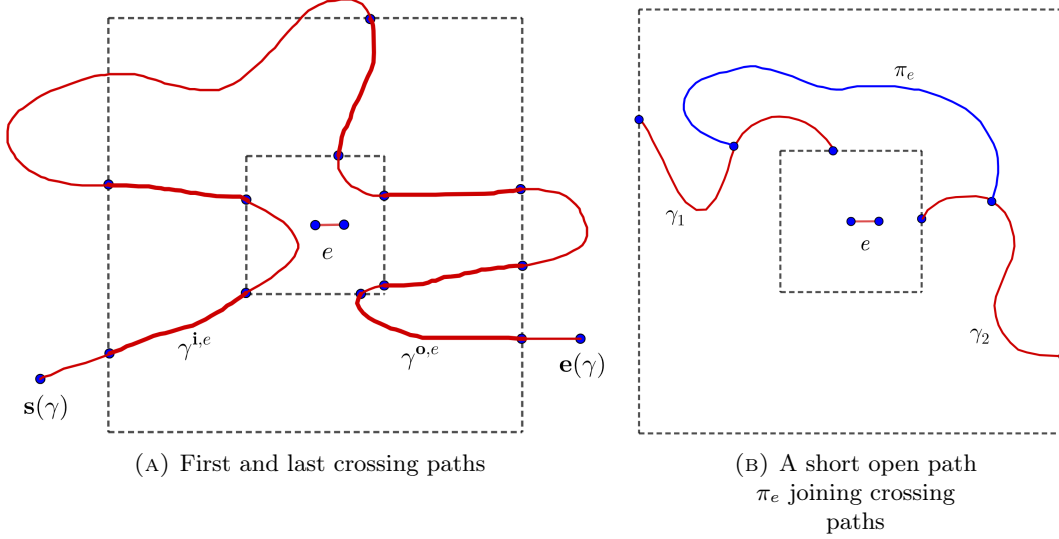 π_e
γ_1
e
e
γ^{i,e}
γ^{o,e}
γ_2
e(γ)
s(γ)
(A) First and last crossing paths
(B) A short open path
π_e joining crossing
paths